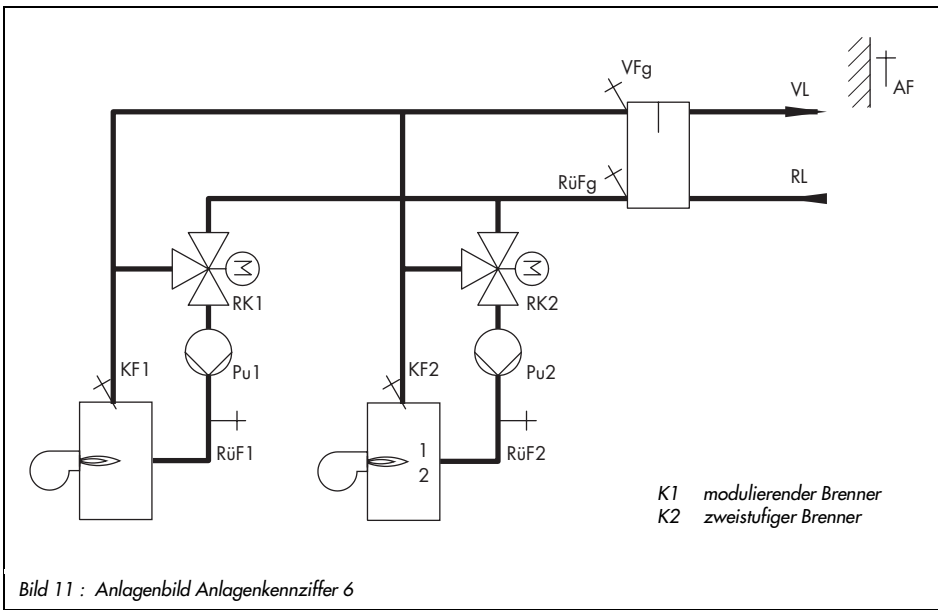 VFg
VL
AF
RüFg
RL
M
M
RK1
RK2
KF1
Pu1
KF2
Pu2
RüF1
1
2
RüF2
K1 modulierender Brenner
K2 zweistufiger Brenner
Bild 11 : Anlagenbild Anlagenkennziffer 6